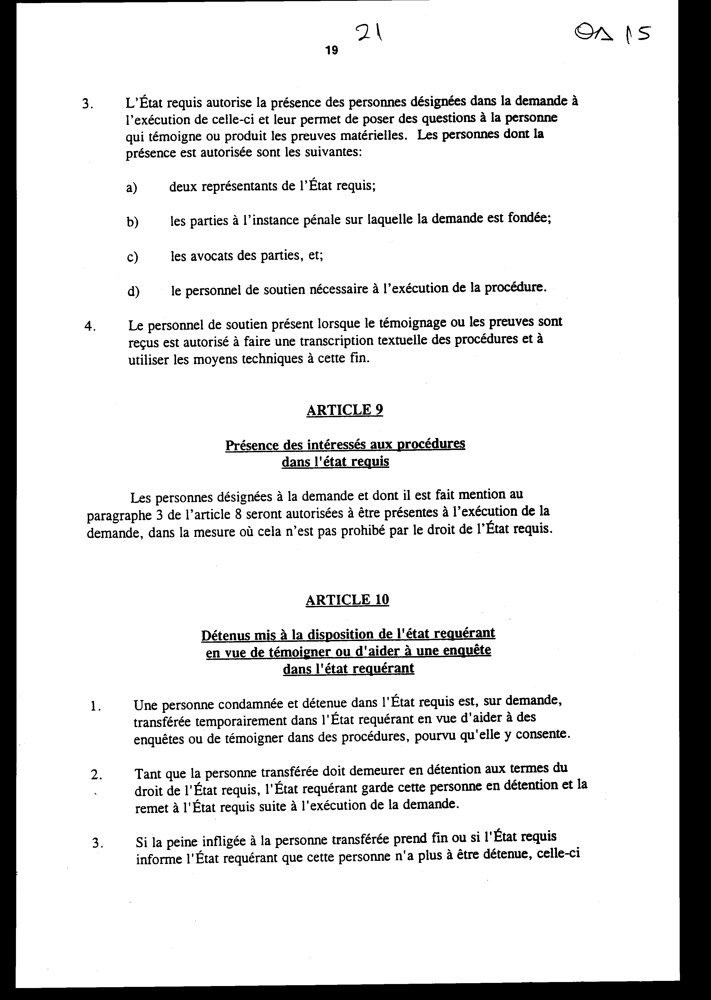 21
15
19
3. L'État requis autorise la présence des personnes désignées dans la demande à
l'exécution de celle-ci et leur permet de poser des questions à la personne
qui témoigne ou produit les preuves matérielles. Les personnes dont la
présence est autorisée sont les suivantes:
a) deux représentants de l'État requis;
b) les parties à l'instance pénale sur laquelle la demande est fondée;
c) les avocats des parties, et;
d) le personnel de soutien nécessaire à l'exécution de la procédure.
4. Le personnel de soutien présent lorsque le témoignage ou les preuves sont
reçus est autorisé à faire une transcription textuelle des procédures et à
utiliser les moyens techniques à cette fin.
ARTICLE 9
Présence des intéressés aux procédures
dans l'état requis
Les personnes désignées à la demande et dont il est fait mention au
paragraphe 3 de l'article 8 seront autorisées à être présentes à l'exécution de la
demande, dans la mesure où cela n'est pas prohibé par le droit de l'État requis.
ARTICLE 10
Détenus mis à la disposition de l'état requérant
en vue de témoigner ou d'aider à une enquête
dans l'état requérant
1. Une personne condamnée et détenue dans l'État requis est, sur demande,
transférée temporairement dans l'État requérant en vue d'aider à des
enquêtes ou de témoigner dans des procédures, pourvu qu'elle y consente.
2. Tant que la personne transférée doit demeurer en détention aux termes du
droit de l'État requis, l'État requérant garde cette personne en détention et la
remet à l'État requis suite à l'exécution de la demande.
3. Si la peine infligée à la personne transférée prend fin ou si l'État requis
informe l'État requérant que cette personne n'a plus à être détenue, celle-ci